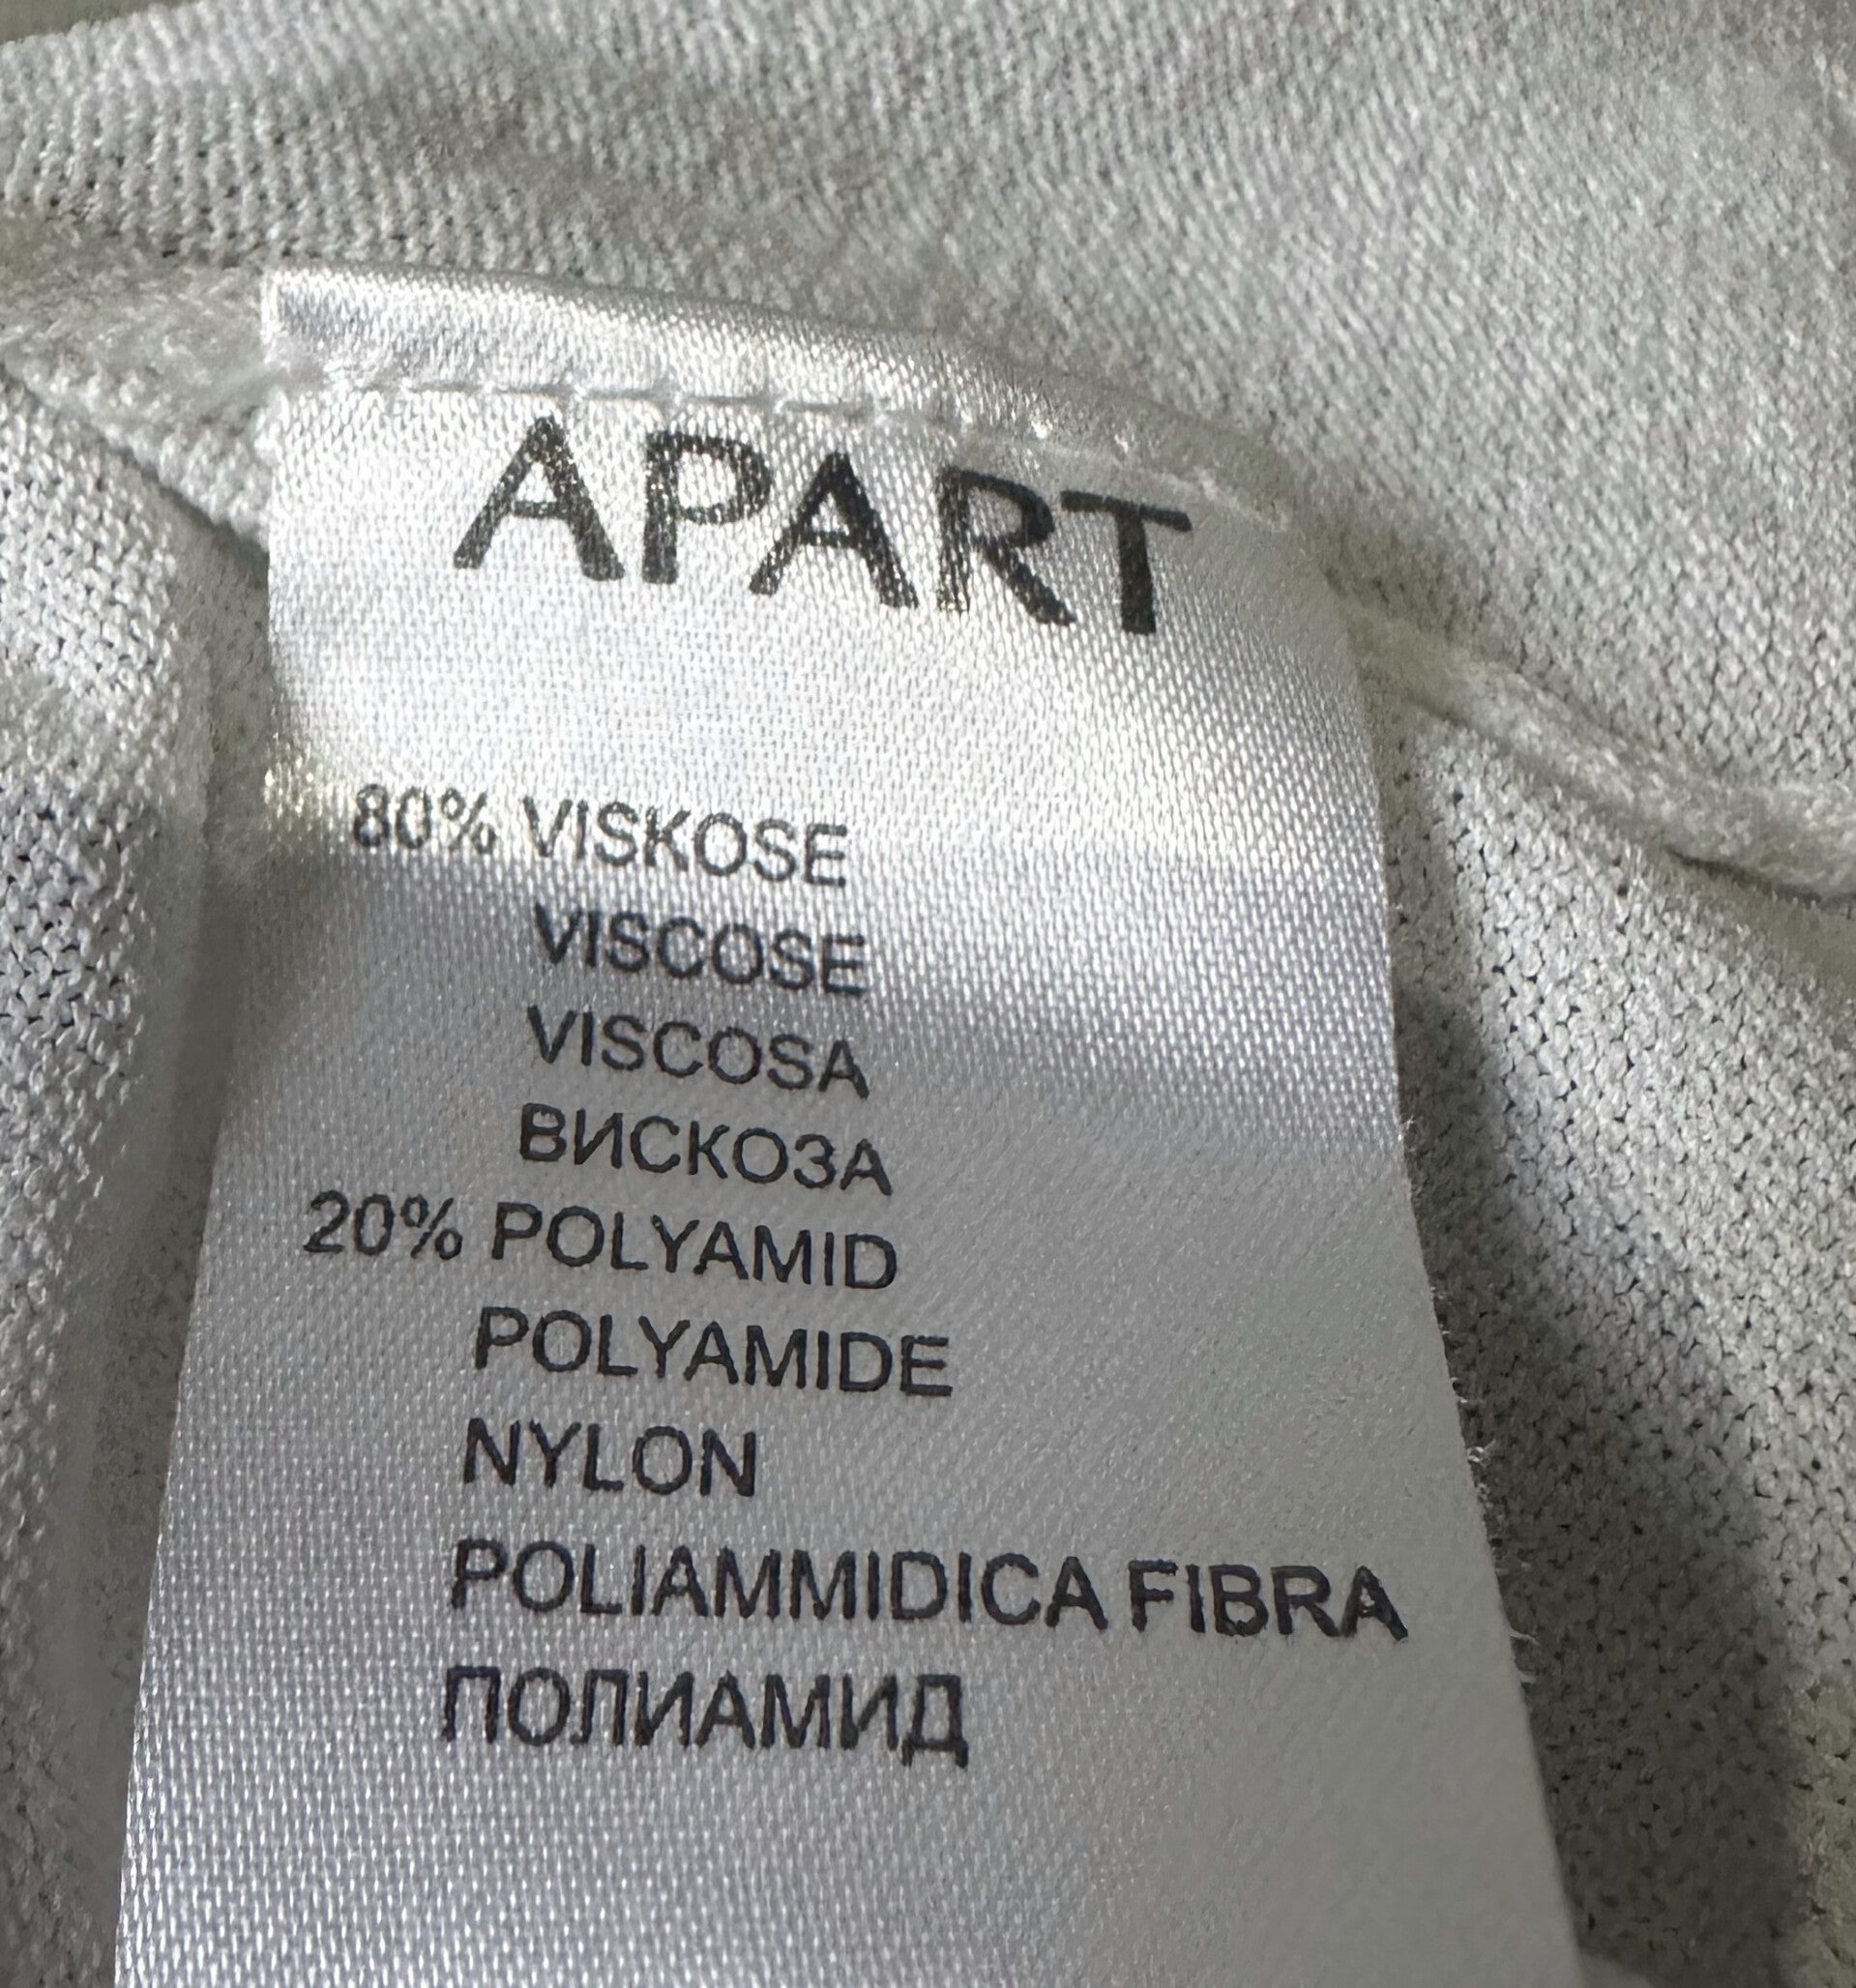 APART
80% VISKOSE
VISCOSE
VISCOSA
ВИСКОЗА
20% POLYAMID
POLYAMIDE
NYLON
POLIAMMIDICA FIBRA
ПОЛИАМИД